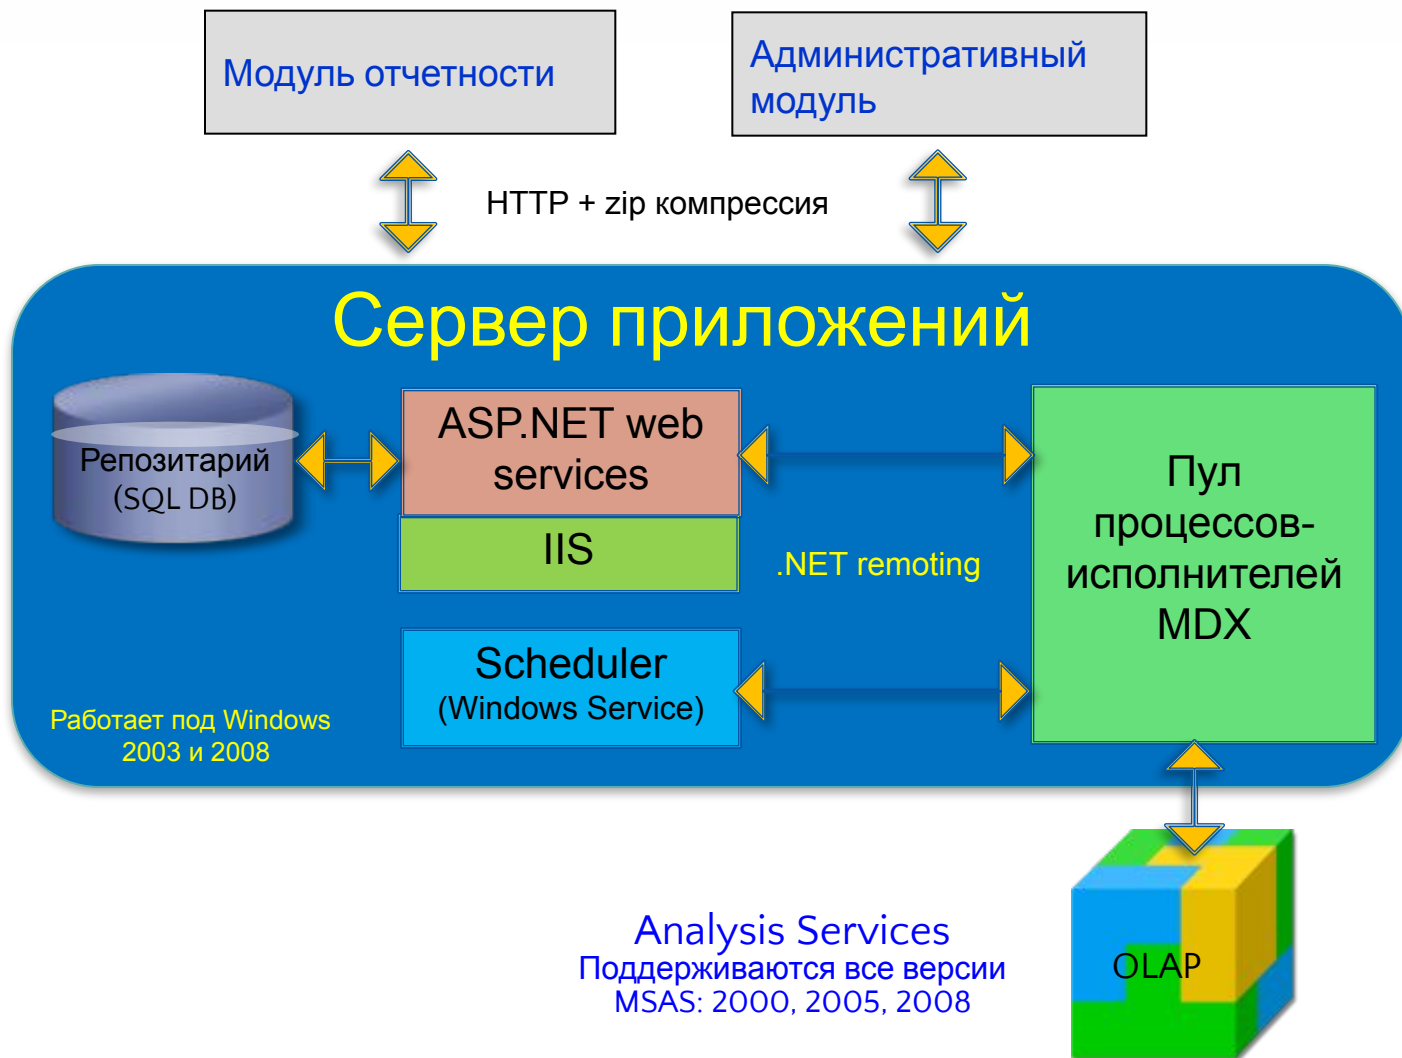 Модуль отчетности
Административный
модуль
HTTP + zip компрессия
Сервер приложений
Репозитарий
(SQL DB)
ASP.NET web
services
IIS
.NET remoting
Пул
процессов-
исполнителей
MDX
Scheduler
(Windows Service)
Работает под Windows
2003 и 2008
Analysis Services
Поддерживаются все версии
MSAS: 2000, 2005, 2008
OLAP